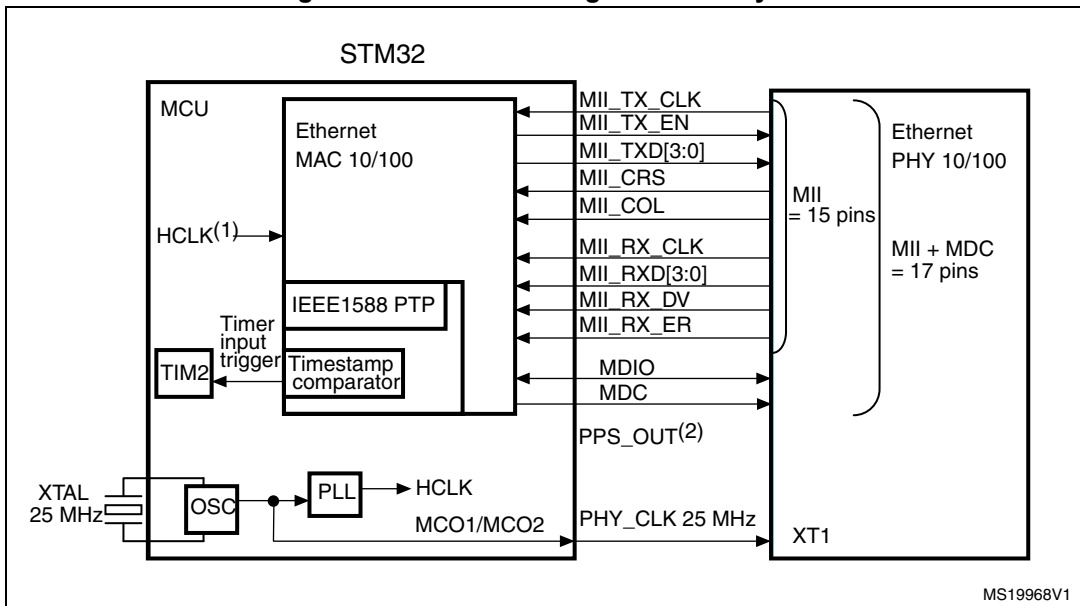 STM32
MCU
Ethernet
MAC 10/100
HCLK(1)
IEEE1588 PTP
Timer
input
trigger
Timestamp
comparator
TIM2
XTAL
25 MHz
OSC
PLL
HCLK
MCO1/MCO2
MII_TX_CLK
MII_TX_EN
MII_TXD[3:0]
MII_CRS
MII_COL
MII_RX_CLK
MII_RXD[3:0]
MII_RX_DV
MII_RX_ER
MDIO
MDC
PPS_OUT(2)
PHY_CLK 25 MHz
MII
= 15 pins
Ethernet
PHY 10/100
MII + MDC
= 17 pins
XT1
MS19968V1